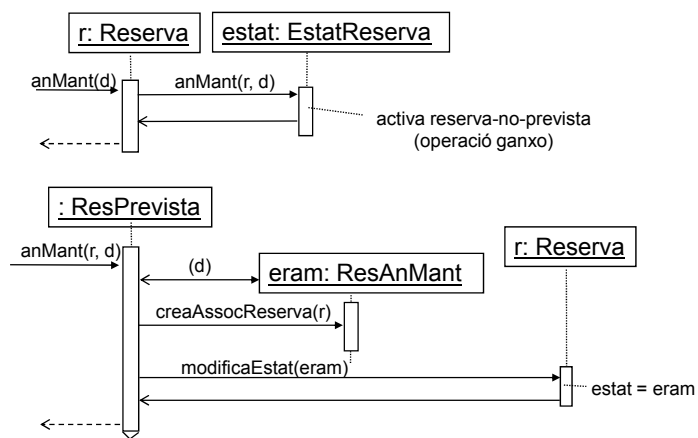 r: Reserva
estat: EstatReserva
anMant(d)
anMant(r, d)
activa reserva-no-prevista
(operació ganxo)
: ResPrevista
anMant(r, d)
(d)
eram: ResAnMant
r: Reserva
creaAssocReserva(r)
modificaEstat(eram)
estat = eram